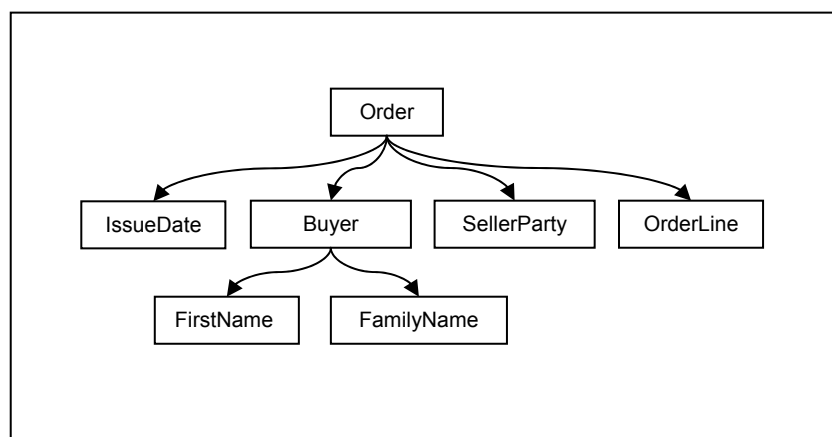 Order
IssueDate
Buyer
SellerParty
OrderLine
FirstName
FamilyName